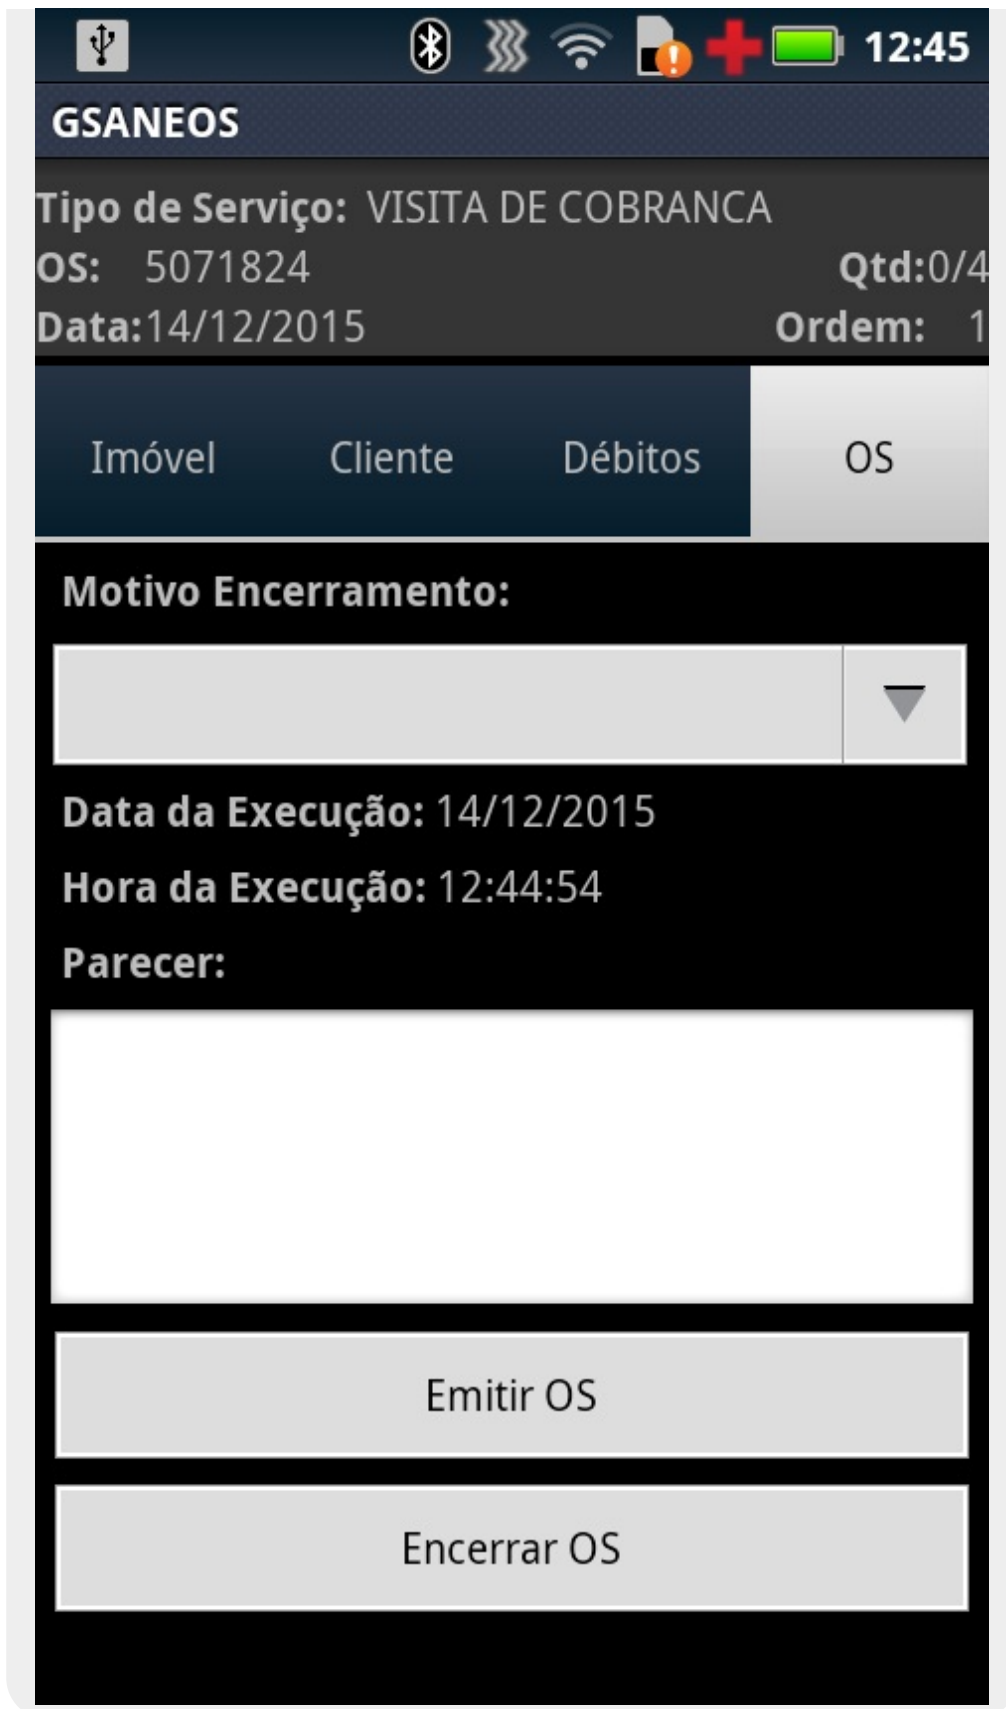 12:45
GSANEOS
Tipo de Serviço: VISITA DE COBRANCA
OS: 5071824 Qtd:0/4
Data:14/12/2015 Ordem: 1
Imóvel Cliente Débitos OS
Motivo Encerramento:
Data da Execução: 14/12/2015
Hora da Execução: 12:44:54
Parecer:
Emitir OS
Encerrar OS